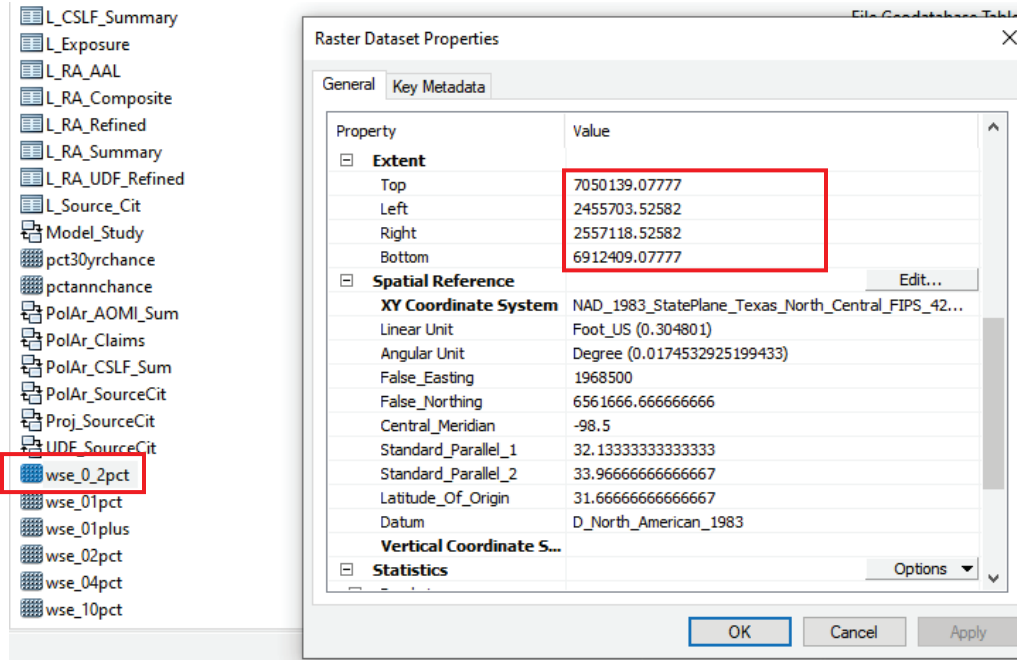 L_CSLF_Summary
L_Exposure
L_RA_AAL
L_RA_Composite
L_RA_Refined
L_RA_Summary
L_RA_UDF_Refined
L_Source_Cit
Model_Study
pct30yrchance
pctannchance
PolAr_AOMI_Sum
PolAr_Claims
PolAr_CSLF_Sum
PolAr_SourceCit
Proj_SourceCit
UDF_SourceCit
wse_0_2pct
wse_01pct
wse_01plus
wse_02pct
wse_04pct
wse_10pct
File Geodatabase Table
Raster Dataset Properties
General Key Metadata
Property Value
Extent
Top 7050139.07777
Left 2455703.52582
Right 2557118.52582
Bottom 6912409.07777
Spatial Reference Edit...
XY Coordinate System NAD_1983_StatePlane_Texas_North_Central_FIPS_42...
Linear Unit Foot_US (0.304801)
Angular Unit Degree (0.0174532925199433)
False_Easting 1968500
False_Northing 6561666.666666666
Central_Meridian -98.5
Standard_Parallel_1 32.13333333333333
Standard_Parallel_2 33.96666666666667
Latitude_Of_Origin 31.66666666666667
Datum D_North_American_1983
Vertical Coordinate S...
Statistics Options
OK Cancel Apply